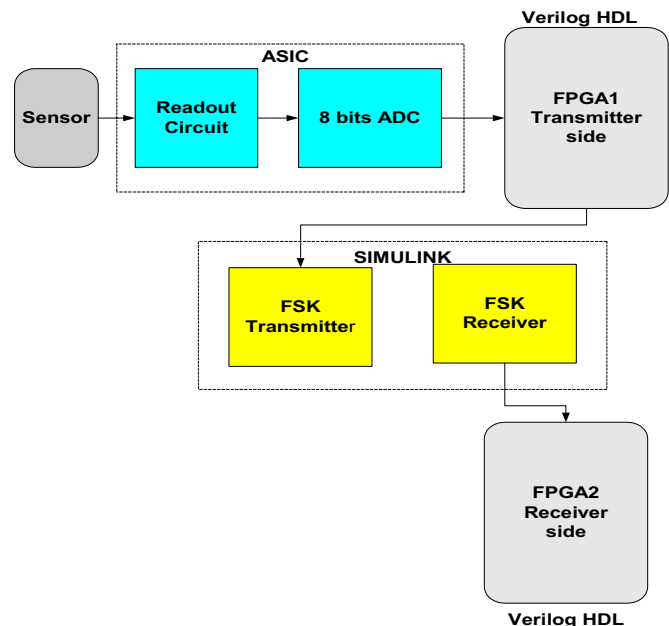 Verilog HDL
ASIC
Sensor
Readout
Circuit
8 bits ADC
FPGA1
Transmitter
side
SIMULINK
FSK
Transmitter
FSK
Receiver
FPGA2
Receiver
side
Verilog HDL